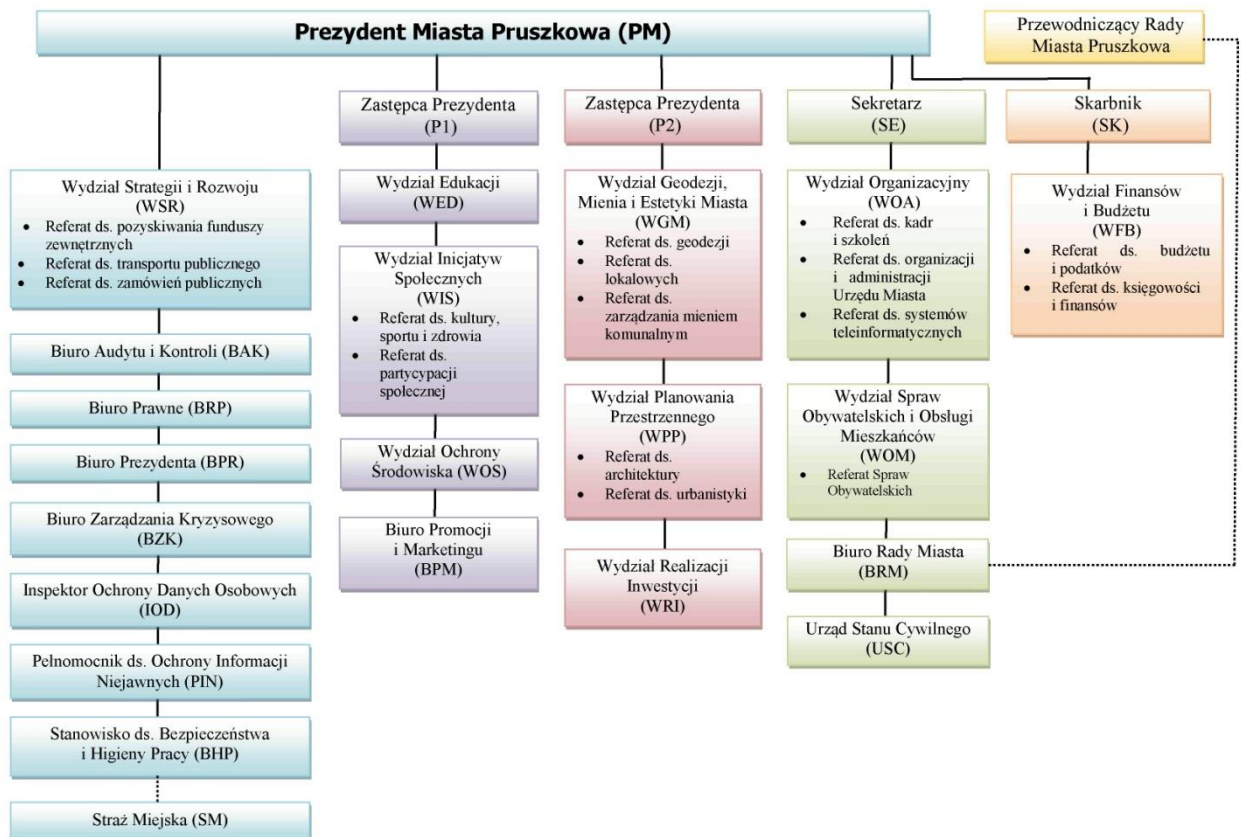 Prezydent Miasta Pruszkowa (PM)
Przewodniczący Rady
Miasta Pruszkowa
Wydział Strategii i Rozwoju
(WSR)
• Referat ds. pozyskiwania funduszy
zewnętrznych
• Referat ds. transportu publicznego
• Referat ds. zamówień publicznych
Biuro Audytu i Kontroli (BAK)
Biuro Prawne (BRP)
Biuro Prezydenta (BPR)
Biuro Zarządzania Kryzysowego
(BZK)
Inspektor Ochrony Danych Osobowych
(IOD)
Pełnomocnik ds. Ochrony Informacji
Niejawnych (PIN)
Stanowisko ds. Bezpieczeństwa
i Higieny Pracy (BHP)
Straż Miejska (SM)
Zastępca Prezydenta
(P1)
Wydział Edukacji
(WED)
Wydział Inicjatyw
Społecznych
(WIS)
• Referat ds. kultury,
sportu i zdrowia
• Referat ds.
partycypacji
społecznej
Wydział Ochrony
Środowiska (WOS)
Biuro Promocji
i Marketingu
(BPM)
Zastępca Prezydenta
(P2)
Wydział Geodezji,
Mienia i Estetyki Miasta
(WGM)
• Referat ds. geodezji
• Referat ds.
lokalowych
• Referat ds.
zarządzania mieniem
komunalnym
Wydział Planowania
Przestrzennego
(WPP)
• Referat ds.
architektury
• Referat ds. urbanistyki
Wydział Realizacji
Inwestycji
(WRI)
Sekretarz
(SE)
Wydział Organizacyjny
(WOA)
• Referat ds. kadr
i szkoleń
• Referat ds. organizacji
i administracji
Urzędu Miasta
• Referat ds. systemów
teleinformatycznych
Wydział Spraw
Obywatelskich i Obsługi
Mieszkańców
(WOM)
• Referat Spraw
Obywatelskich
Biuro Rady Miasta
(BRM)
Urząd Stanu Cywilnego
(USC)
Skarbnik
(SK)
Wydział Finansów
i Budżetu
(WFB)
• Referat ds. budżetu
i podatków
• Referat ds. księgowości
i finansów